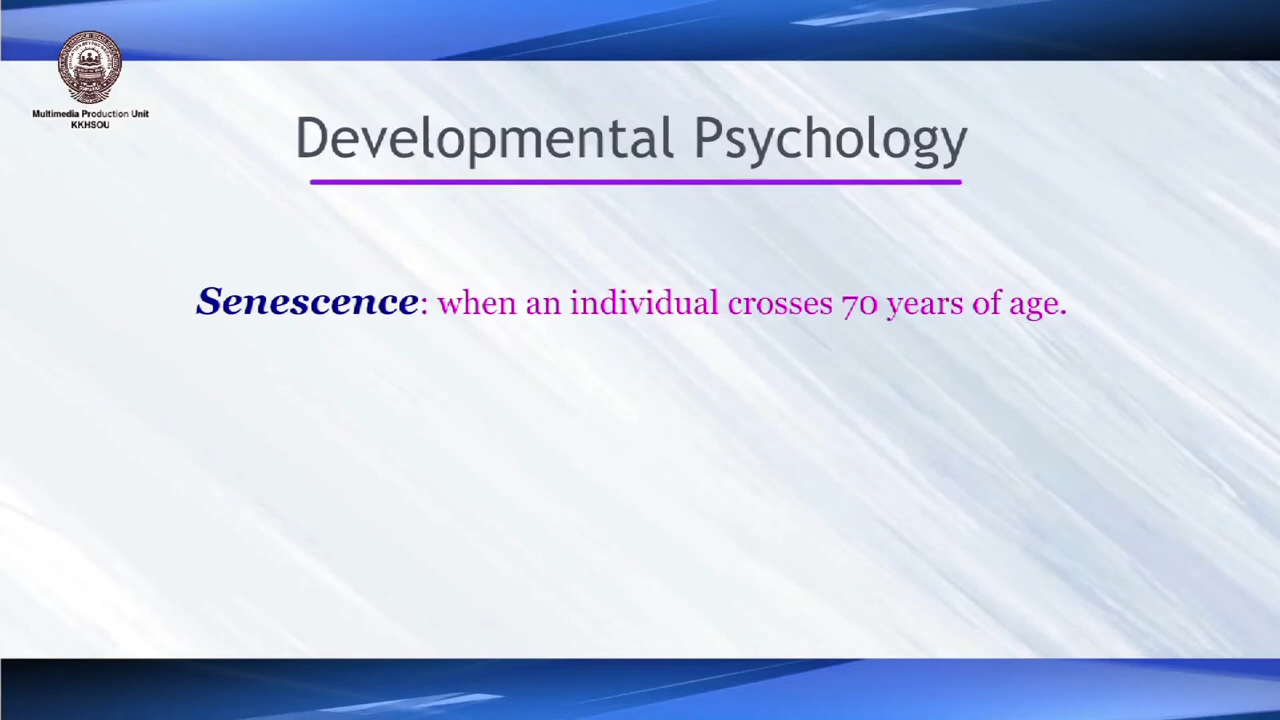 Multimedia Production Unit
KKHSOU
Developmental Psychology
Senescence: when an individual crosses 70 years of age.